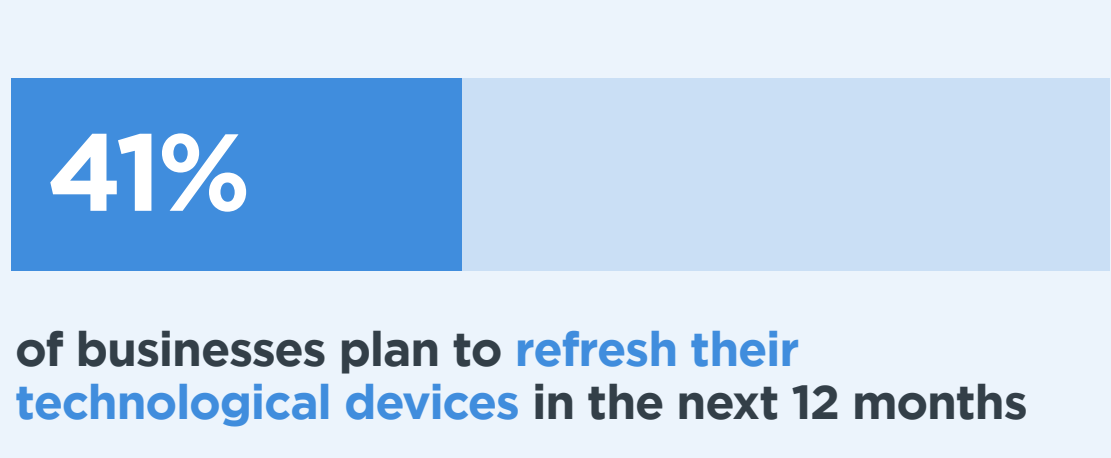 41%
of businesses plan to refresh their
technological devices in the next 12 months